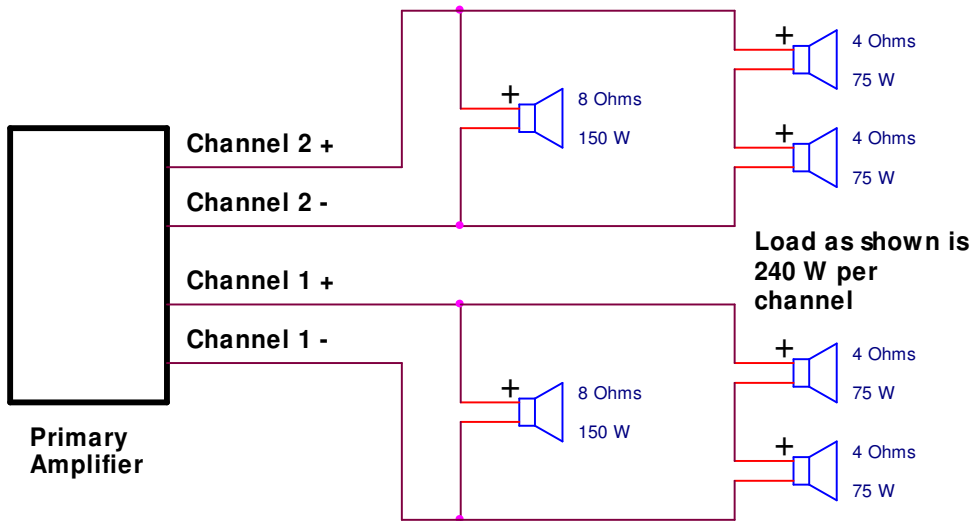 +
4 Ohms
75 W
+
8 Ohms
150 W
+
4 Ohms
75 W
Channel 2 +
Channel 2 -
Load as shown is
240 W per
channel
Channel 1 +
Channel 1 -
+
4 Ohms
75 W
+
8 Ohms
150 W
+
4 Ohms
75 W
Primary
Amplifier